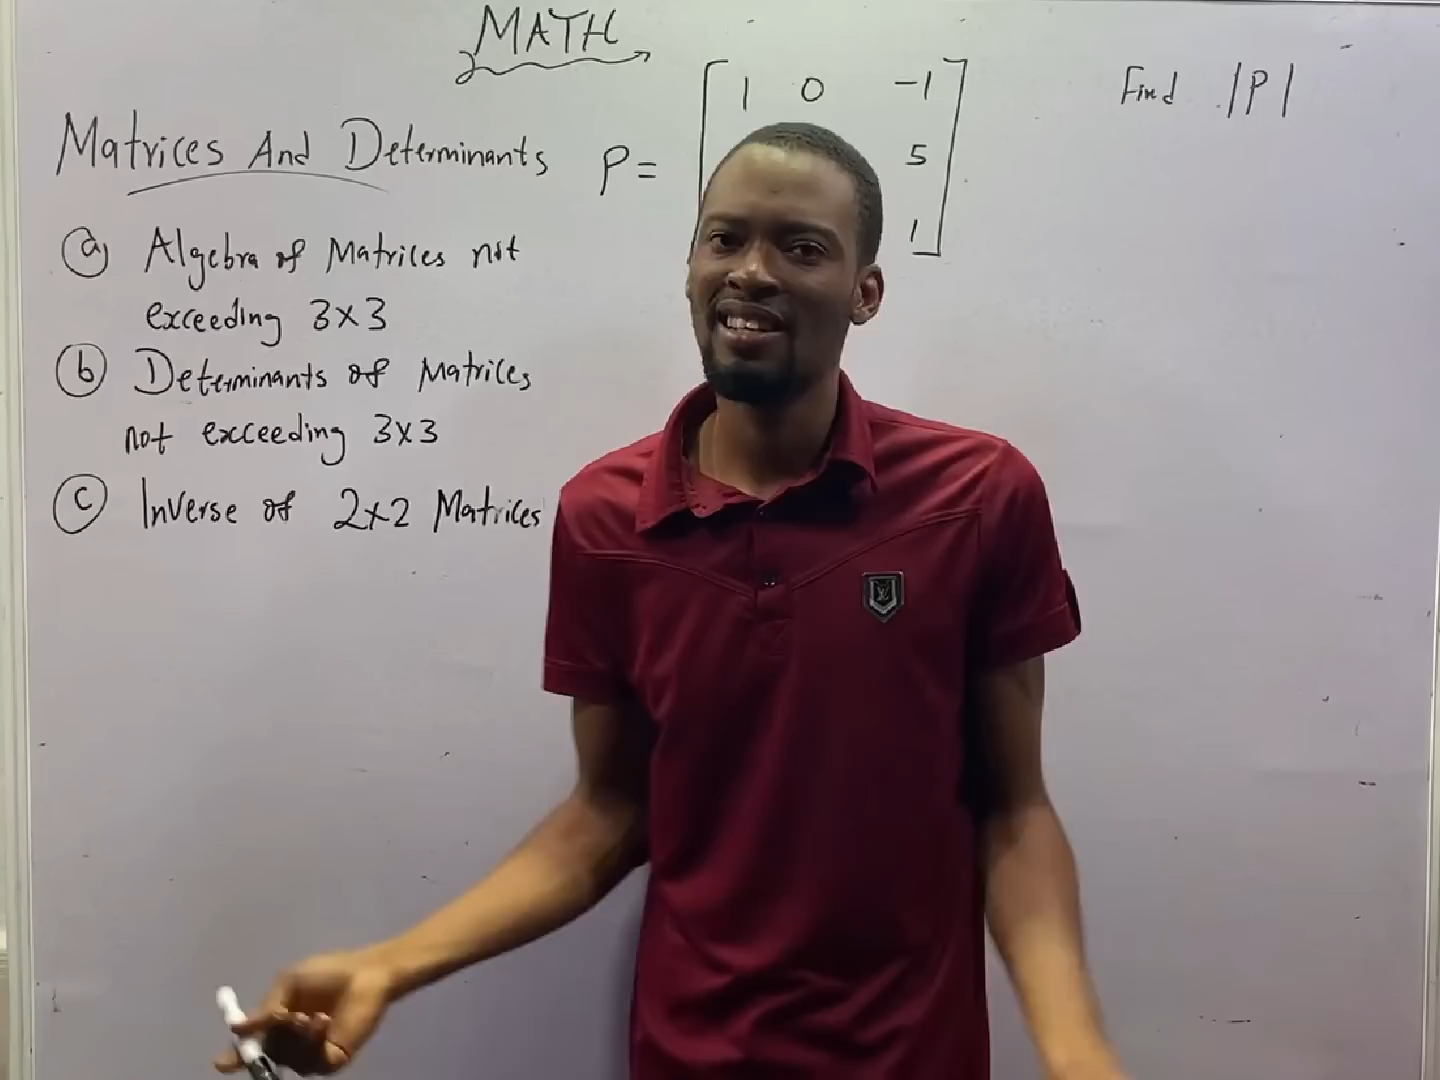 MATH
Matrices And Determinants
P = 1 0 -1
5
1
Find |P|
a Algebra of Matrices not
exceeding 3x3
b Determinants of Matrices
not exceeding 3x3
c Inverse of 2x2 Matrices